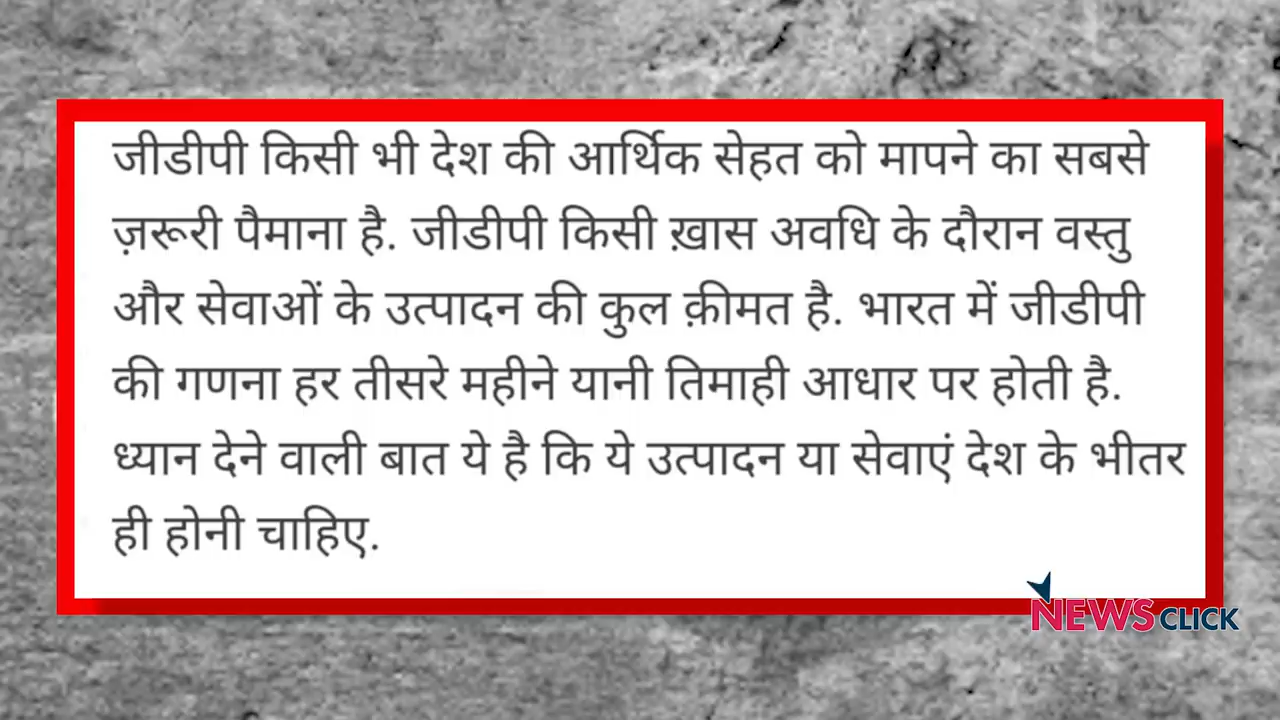 जीडीपी किसी भी देश की आर्थिक सेहत को मापने का सबसे
ज़रूरी पैमाना है. जीडीपी किसी ख़ास अवधि के दौरान वस्तु
और सेवाओं के उत्पादन की कुल क़ीमत है. भारत में जीडीपी
की गणना हर तीसरे महीने यानी तिमाही आधार पर होती है.
ध्यान देने वाली बात ये है कि ये उत्पादन या सेवाएं देश के भीतर
ही होनी चाहिए.
NEWSCLICK